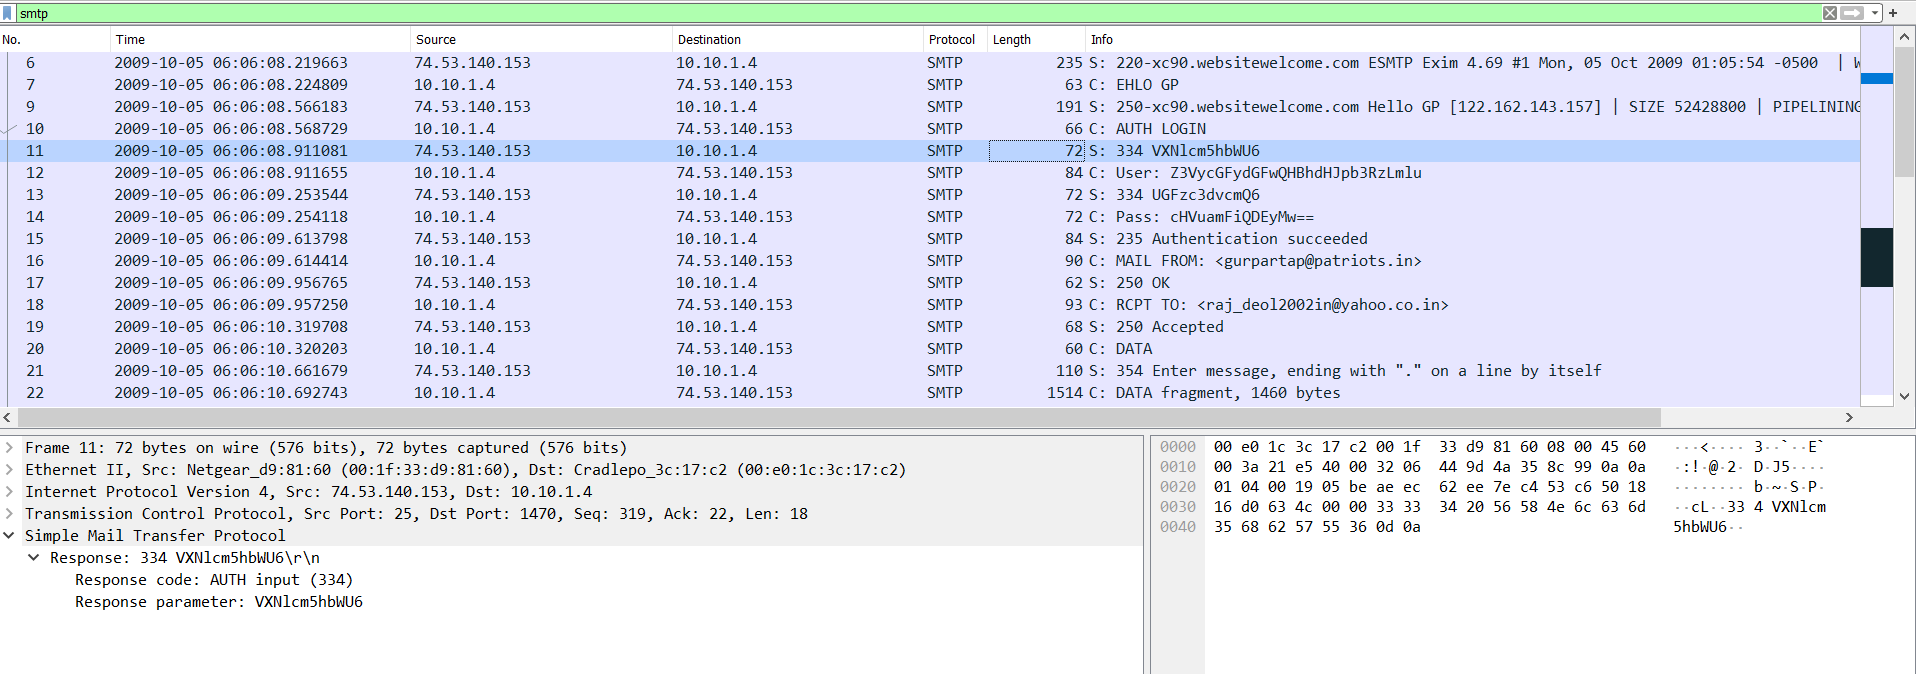 smtp
No. Time Source Destination Protocol Length Info
6 2009-10-05 06:06:08.219663 74.53.140.153 10.10.1.4 SMTP 235 S: 220-xc90.websitewelcome.com ESMTP Exim 4.69 #1 Mon, 05 Oct 2009 01:05:54 -0500 |
7 2009-10-05 06:06:08.224809 10.10.1.4 74.53.140.153 SMTP 63 C: EHLO GP
9 2009-10-05 06:06:08.566183 74.53.140.153 10.10.1.4 SMTP 191 S: 250-xc90.websitewelcome.com Hello GP [122.162.143.157] | SIZE 52428800 | PIPELINING
10 2009-10-05 06:06:08.568729 10.10.1.4 74.53.140.153 SMTP 66 C: AUTH LOGIN
11 2009-10-05 06:06:08.911081 74.53.140.153 10.10.1.4 SMTP 72 S: 334 VXNlcm5hbWU6
12 2009-10-05 06:06:08.911655 10.10.1.4 74.53.140.153 SMTP 84 C: User: Z3VycGFydGFwQHBhdHJpb3RzLmlu
13 2009-10-05 06:06:09.253544 74.53.140.153 10.10.1.4 SMTP 72 S: 334 UGFzc3dvcmQ6
14 2009-10-05 06:06:09.254118 10.10.1.4 74.53.140.153 SMTP 72 C: Pass: cHVuamFiQDEyMw==
15 2009-10-05 06:06:09.613798 74.53.140.153 10.10.1.4 SMTP 84 S: 235 Authentication succeeded
16 2009-10-05 06:06:09.614414 10.10.1.4 74.53.140.153 SMTP 90 C: MAIL FROM: <gurpartap@patriots.in>
17 2009-10-05 06:06:09.956765 74.53.140.153 10.10.1.4 SMTP 62 S: 250 OK
18 2009-10-05 06:06:09.957250 10.10.1.4 74.53.140.153 SMTP 93 C: RCPT TO: <raj_deol2002in@yahoo.co.in>
19 2009-10-05 06:06:10.319708 74.53.140.153 10.10.1.4 SMTP 68 S: 250 Accepted
20 2009-10-05 06:06:10.320203 10.10.1.4 74.53.140.153 SMTP 60 C: DATA
21 2009-10-05 06:06:10.661679 74.53.140.153 10.10.1.4 SMTP 110 S: 354 Enter message, ending with "." on a line by itself
22 2009-10-05 06:06:10.692743 10.10.1.4 74.53.140.153 SMTP 1514 C: DATA fragment, 1460 bytes
Frame 11: 72 bytes on wire (576 bits), 72 bytes captured (576 bits)
Ethernet II, Src: Netgear_d9:81:60 (00:1f:33:d9:81:60), Dst: Cradlepo_3c:17:c2 (00:e0:1c:3c:17:c2)
Internet Protocol Version 4, Src: 74.53.140.153, Dst: 10.10.1.4
Transmission Control Protocol, Src Port: 25, Dst Port: 1470, Seq: 319, Ack: 22, Len: 18
Simple Mail Transfer Protocol
Response: 334 VXNlcm5hbWU6\r\n
Response code: AUTH input (334)
Response parameter: VXNlcm5hbWU6
0000 00 e0 1c 3c 17 c2 00 1f 33 d9 81 60 08 00 45 60 ···<···· 3··`··E`
0010 00 3a 21 e5 40 00 32 06 44 9d 4a 35 8c 99 0a 0a ·:!·@·2· D·J5····
0020 01 04 00 19 05 be ae ec 62 ee 7e c4 53 c6 50 18 ········ b·~·S·P·
0030 16 d0 63 4c 00 00 33 33 34 20 56 58 4e 6c 63 6d ··cL··33 4 VXNlcm
0040 35 68 62 57 55 36 0d 0a 5hbWU6··